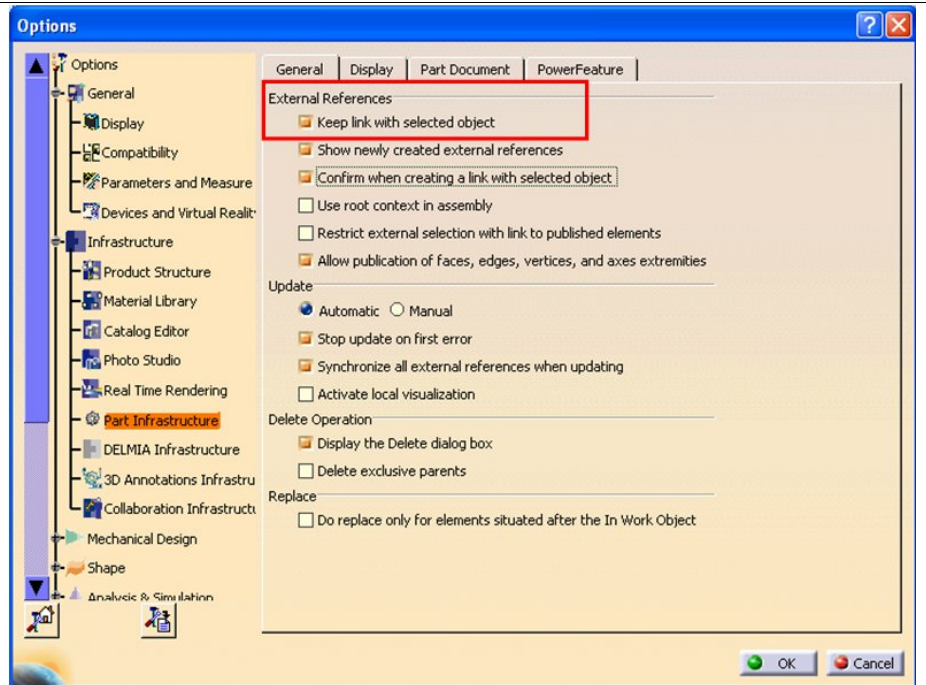 Options
Options
General
Display
Compatibility
Parameters and Measure
Devices and Virtual Realit
Infrastructure
Product Structure
Material Library
Catalog Editor
Photo Studio
Real Time Rendering
Part Infrastructure
DELMIA Infrastructure
3D Annotations Infrastru
Collaboration Infrastructu
Mechanical Design
Shape
Analysis & Simulation
General Display Part Document PowerFeature
External References
Keep link with selected object
Show newly created external references
Confirm when creating a link with selected object
Use root context in assembly
Restrict external selection with link to published elements
Allow publication of faces, edges, vertices, and axes extremities
Update
Automatic Manual
Stop update on first error
Synchronize all external references when updating
Activate local visualization
Delete Operation
Display the Delete dialog box
Delete exclusive parents
Replace
Do replace only for elements situated after the In Work Object
OK Cancel